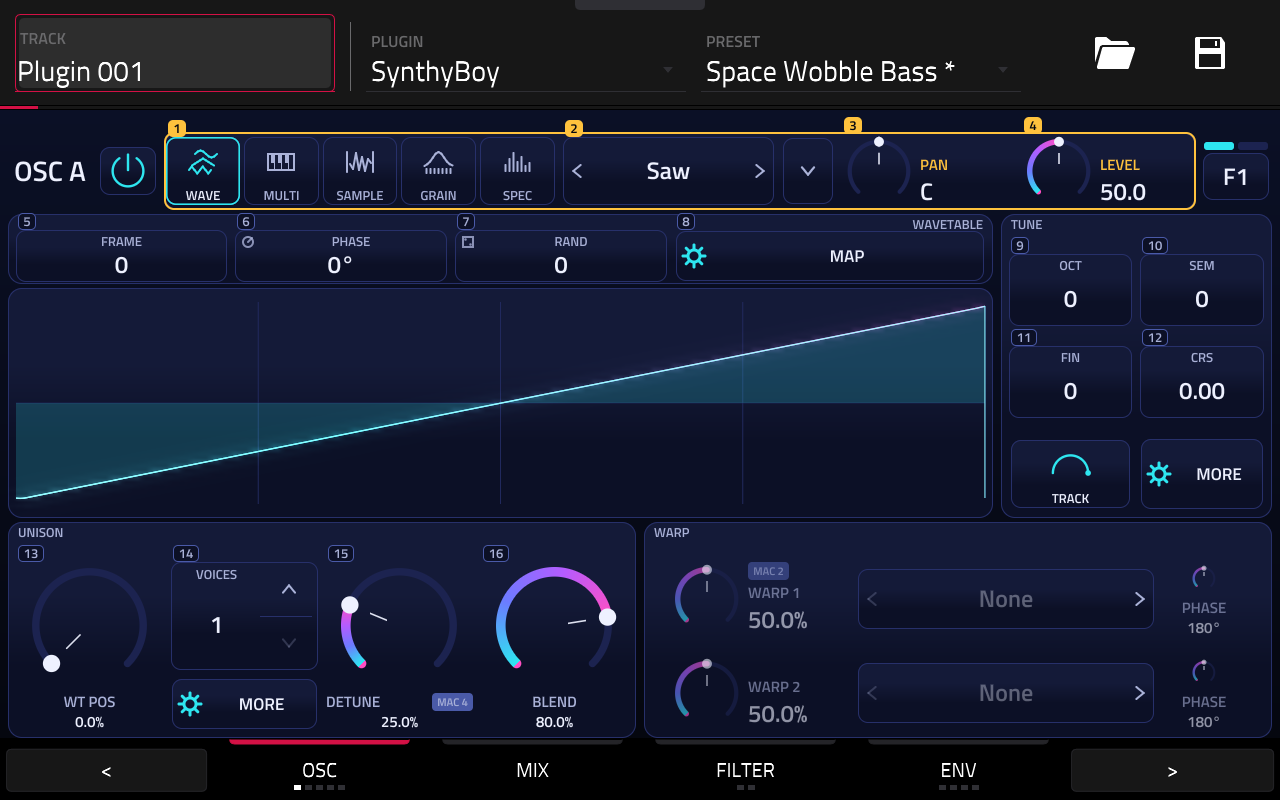 TRACK
Plugin 001
PLUGIN
SynthyBoy
PRESET
Space Wobble Bass *
OSC A
1
WAVE
MULTI
SAMPLE
GRAIN
SPEC
2
< Saw >
3
PAN
C
4
LEVEL
50.0
F1
5
FRAME
0
6
PHASE
0°
7
RAND
0
8
WAVETABLE
MAP
TUNE
9
OCT
0
10
SEM
0
11
FIN
0
12
CRS
0.00
TRACK
MORE
UNISON
13
WT POS
0.0%
14
VOICES
1
MORE
15
DETUNE
MAC 4
25.0%
16
BLEND
80.0%
WARP
MAC 2
WARP 1
50.0%
< None >
PHASE
180°
WARP 2
50.0%
< None >
PHASE
180°
<
OSC
MIX
FILTER
ENV
>